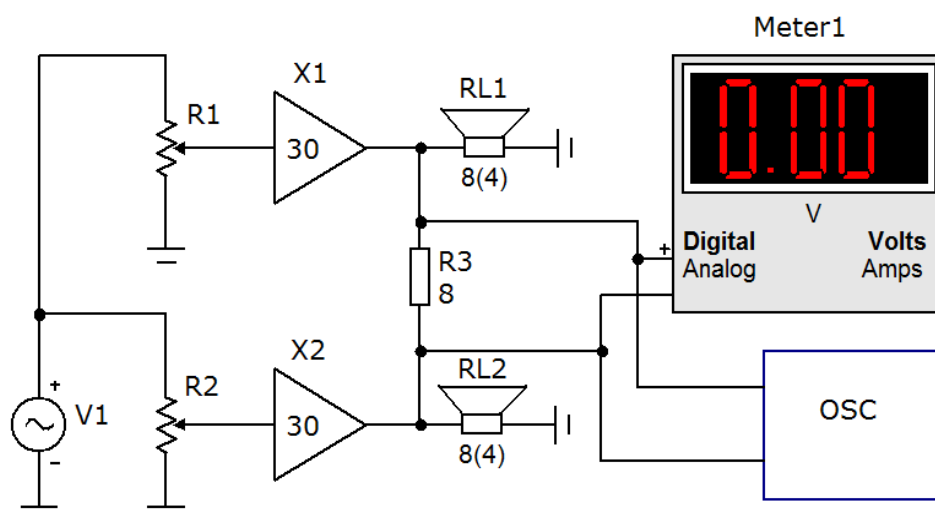 Meter1
X1
RL1
R1
30
8(4)
0.00
V
+
Digital Volts
Analog Amps
R3
8
X2
RL2
R2
+
V1
30
-
8(4)
OSC